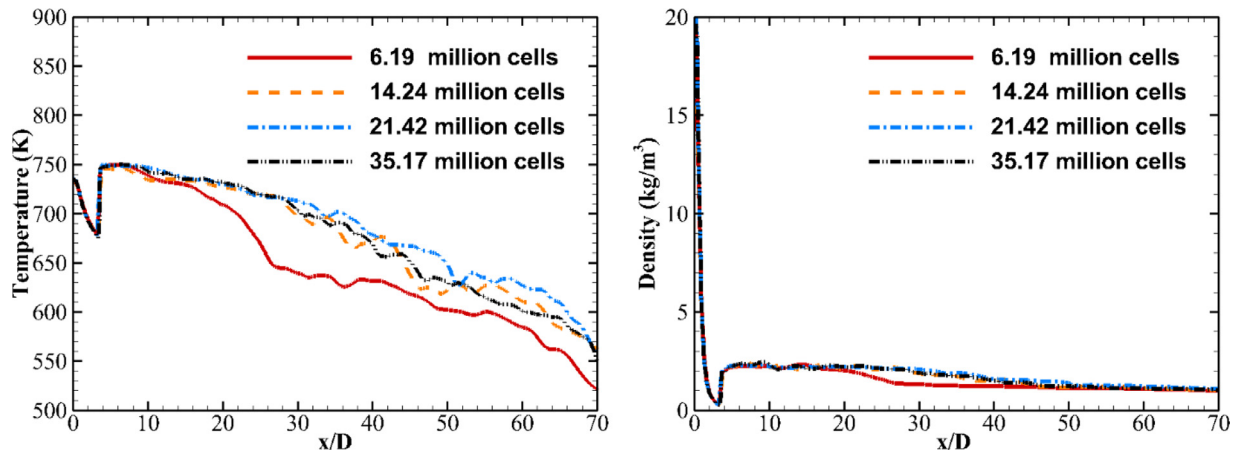 900
850
800
750
700
650
600
550
500
Temperature (K)
6.19 million cells
14.24 million cells
21.42 million cells
35.17 million cells
0 10 20 30 40 50 60 70
x/D
20
15
10
5
0
Density (kg/m³)
6.19 million cells
14.24 million cells
21.42 million cells
35.17 million cells
0 10 20 30 40 50 60 70
x/D